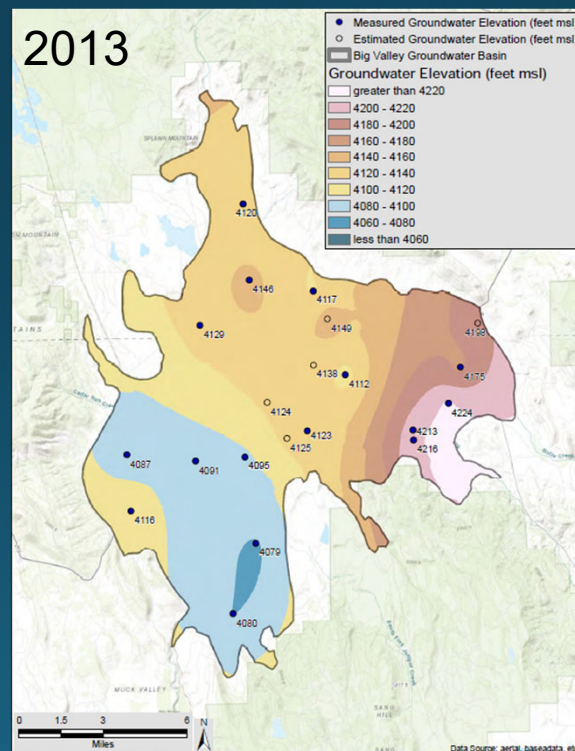 2013
Measured Groundwater Elevation (feet msl)
Estimated Groundwater Elevation (feet msl)
Big Valley Groundwater Basin
Groundwater Elevation (feet msl)
greater than 4220
4200 - 4220
4180 - 4200
4160 - 4180
4140 - 4160
4120 - 4140
4100 - 4120
4080 - 4100
4060 - 4080
less than 4060
4120
4146
4117
4149
4198
4129
4138
4112
4175
4124
4224
4123
4213
4125
4216
4087
4091
4095
4116
4079
4080
MUCK VALLEY
0 1.5 3 6
Miles
N
Data Source: aerial, basedata,